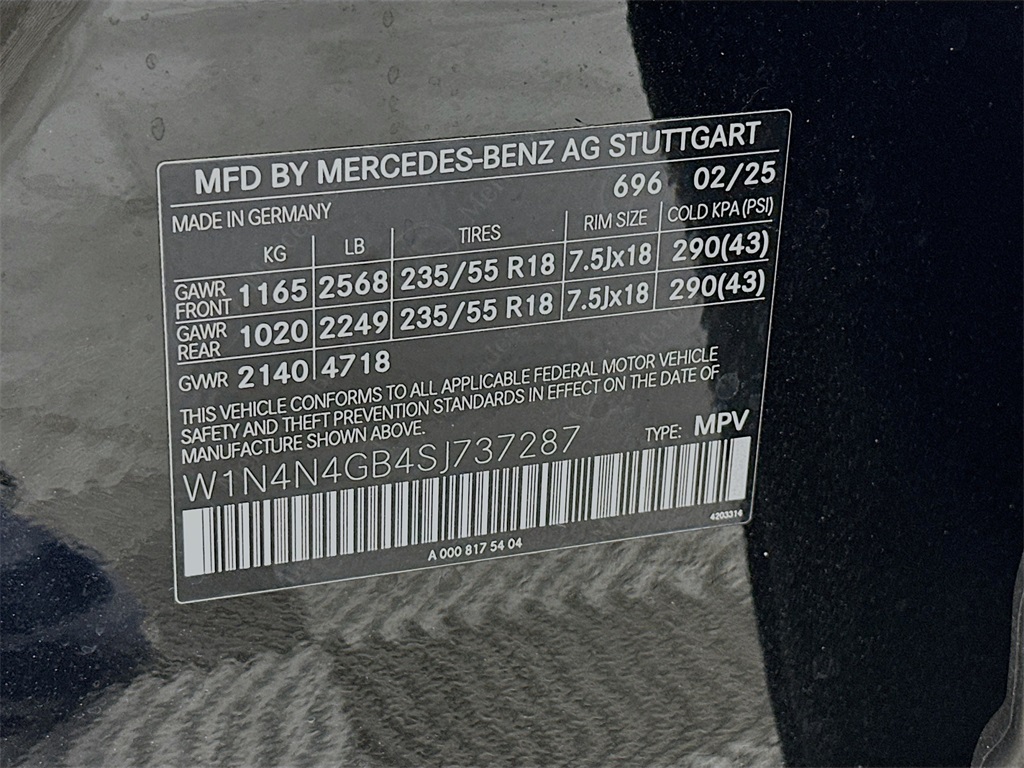 MFD BY MERCEDES-BENZ AG STUTTGART
696 02/25
MADE IN GERMANY
KG LB TIRES RIM SIZE COLD KPA (PSI)
GAWR FRONT 1165 2568 235/55 R18 7.5Jx18 290(43)
GAWR REAR 1020 2249 235/55 R18 7.5Jx18 290(43)
GVWR 2140 4718
THIS VEHICLE CONFORMS TO ALL APPLICABLE FEDERAL MOTOR VEHICLE
SAFETY AND THEFT PREVENTION STANDARDS IN EFFECT ON THE DATE OF
MANUFACTURE SHOWN ABOVE.
W1N4N4GB4SJ737287 TYPE: MPV
A 000 817 54 04
4203314